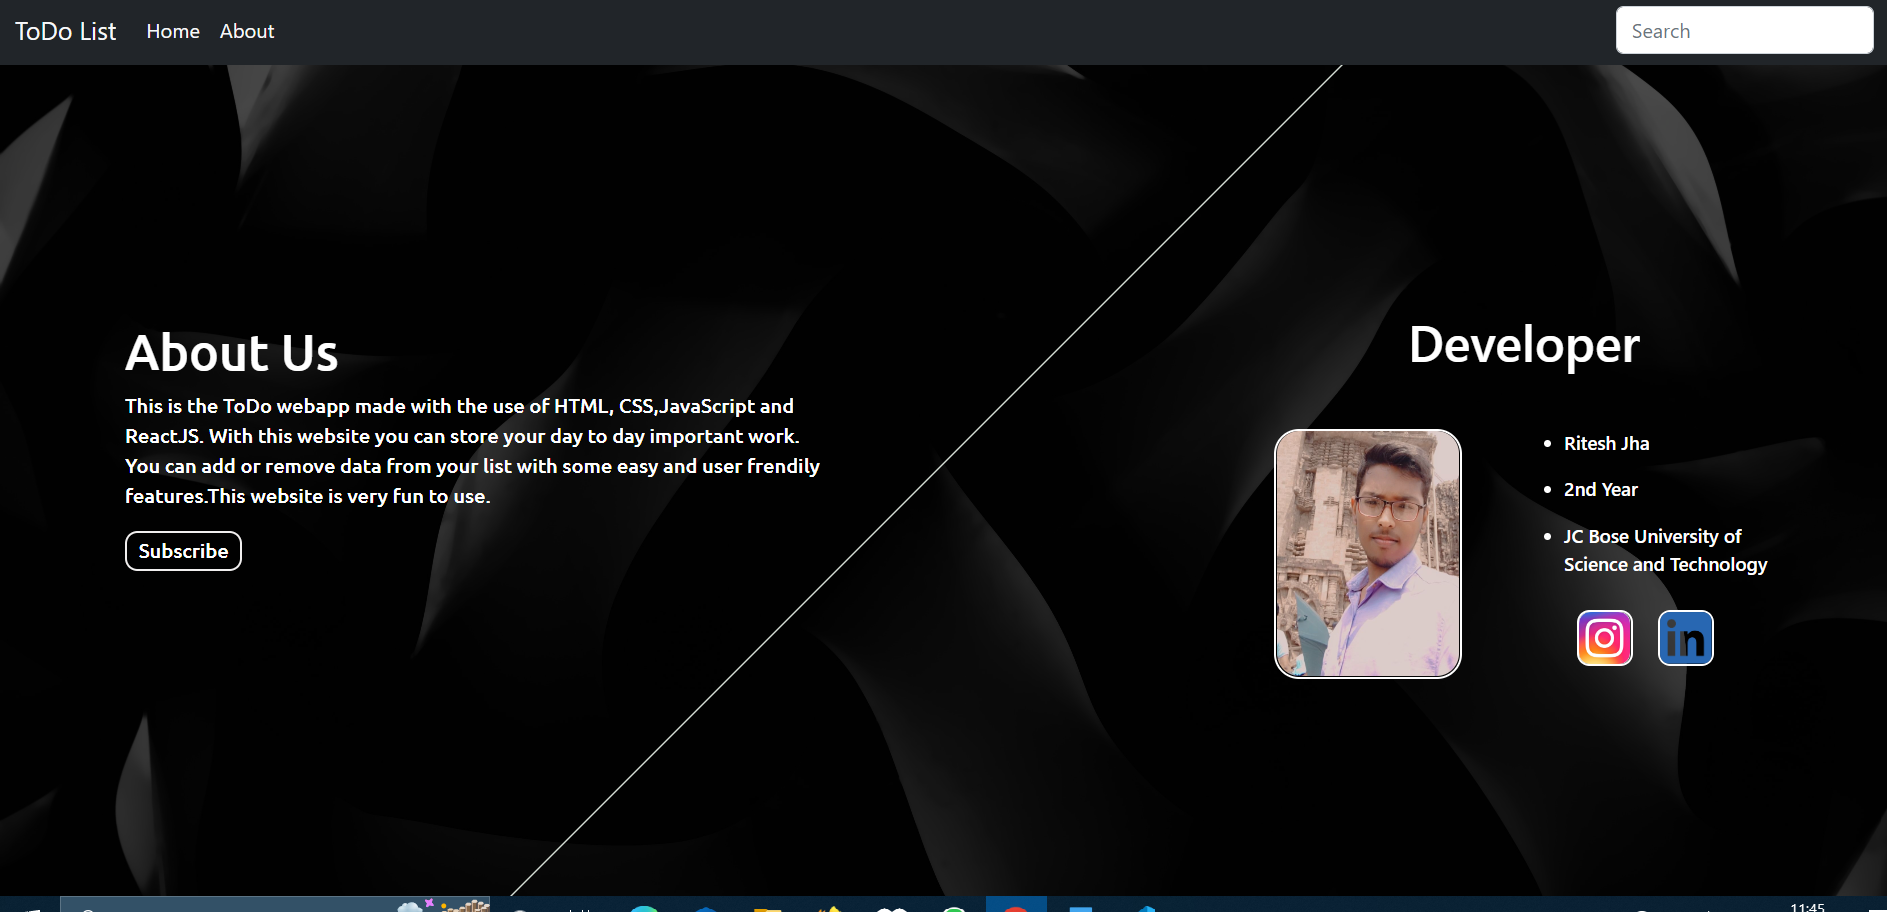 ToDo List Home About Search
About Us
This is the ToDo webapp made with the use of HTML, CSS,JavaScript and
ReactJS. With this website you can store your day to day important work.
You can add or remove data from your list with some easy and user frendily
features.This website is very fun to use.
Subscribe
Developer
Ritesh Jha
2nd Year
JC Bose University of
Science and Technology
in
11:45